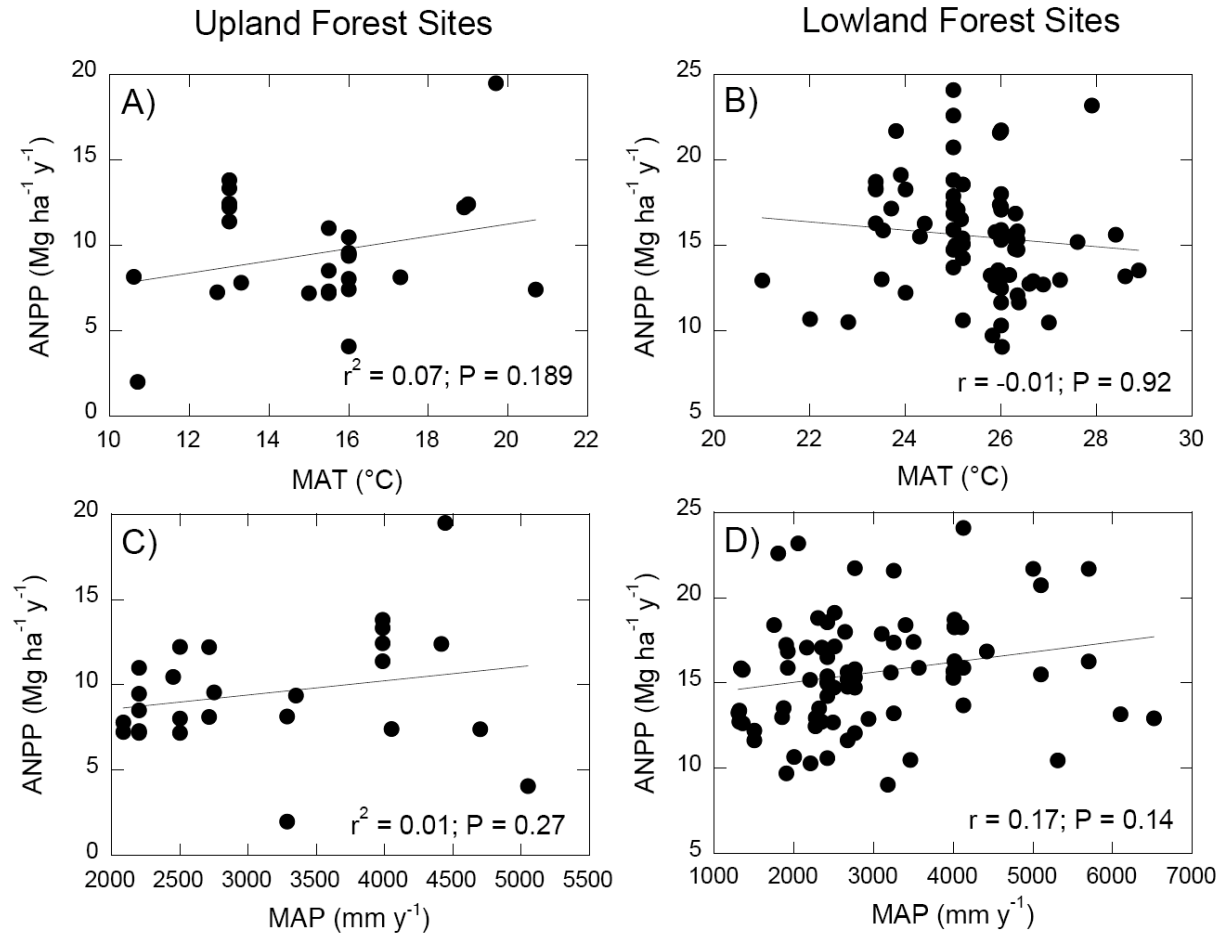 Upland Forest Sites
Lowland Forest Sites
A)
ANPP (Mg ha⁻¹ y⁻¹)
20
15
10
5
0
r² = 0.07; P = 0.189
10 12 14 16 18 20 22
MAT (°C)
B)
ANPP (Mg ha⁻¹ y⁻¹)
25
20
15
10
5
r = -0.01; P = 0.92
20 22 24 26 28 30
MAT (°C)
C)
ANPP (Mg ha⁻¹ y⁻¹)
20
15
10
5
0
r² = 0.01; P = 0.27
2000 2500 3000 3500 4000 4500 5000 5500
MAP (mm y⁻¹)
D)
ANPP (Mg ha⁻¹ y⁻¹)
25
20
15
10
5
r = 0.17; P = 0.14
1000 2000 3000 4000 5000 6000 7000
MAP (mm y⁻¹)